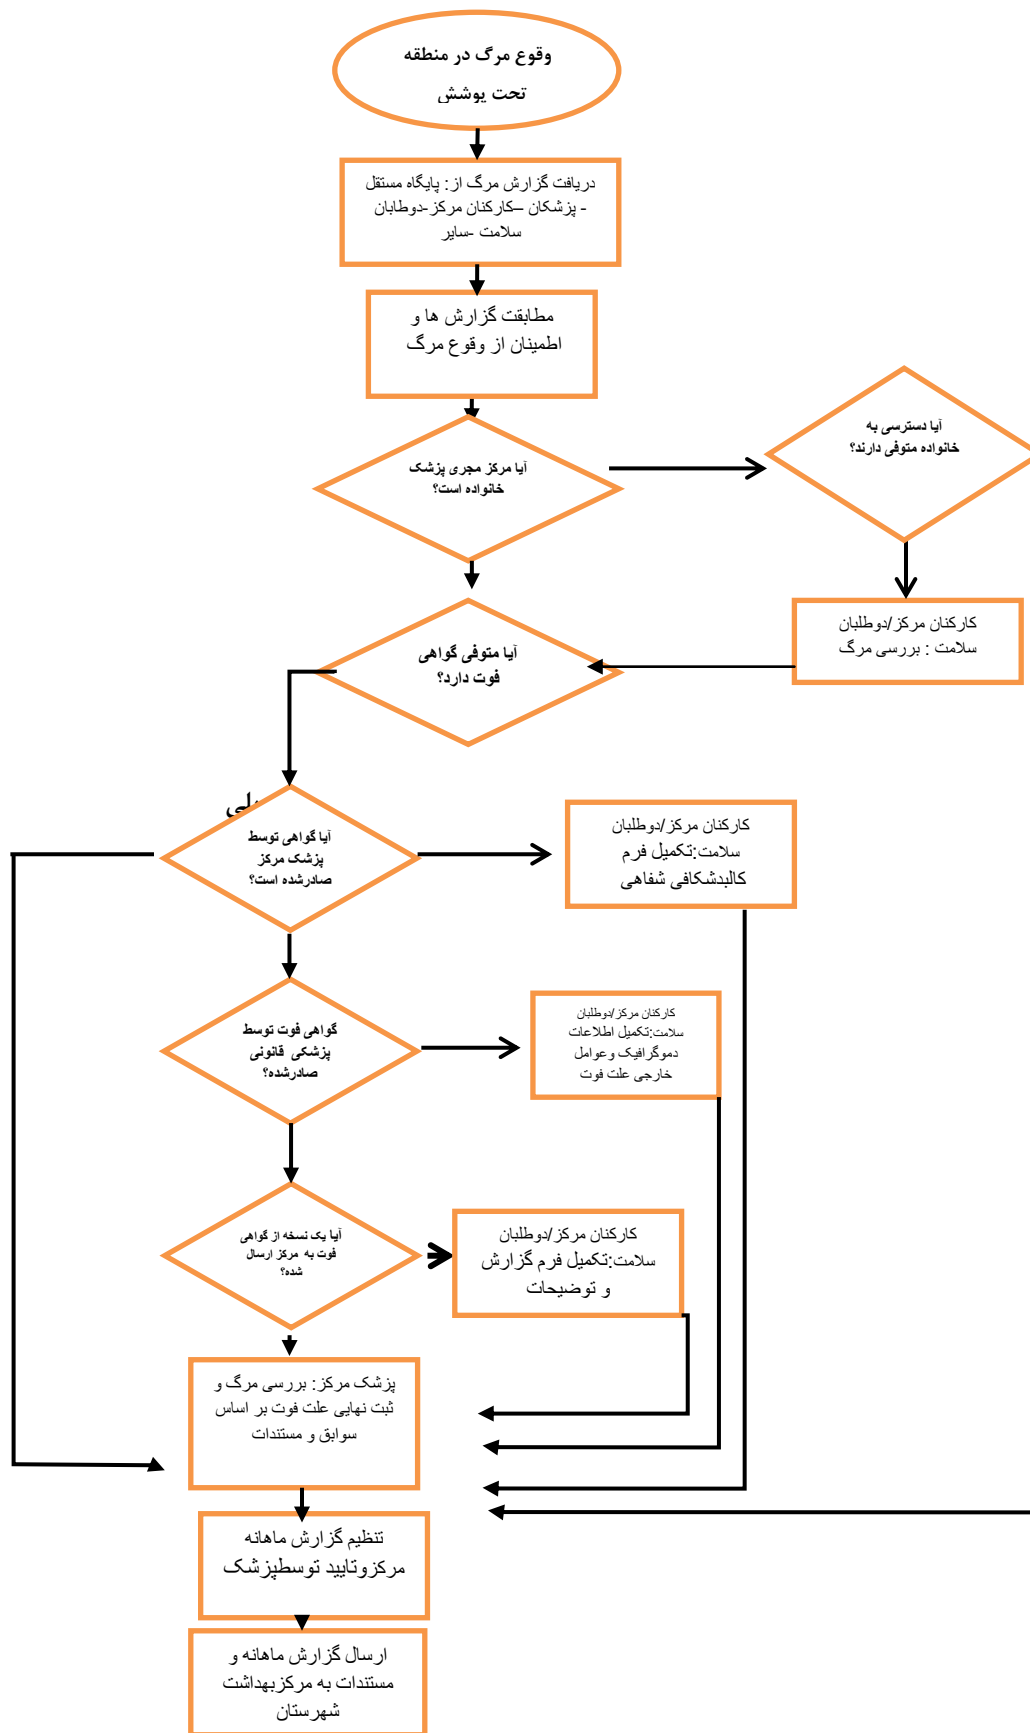 وقوع مرگ در منطقه
تحت پوشش
دریافت گزارش مرگ از: پایگاه مستقل
- پزشکان –کارکنان مرکز-دوطابان
سلامت -سایر
مطابقت گزارش ها و
اطمینان از وقوع مرگ
آیا مرکز مجری پزشک
خانواده است؟
آیا دسترسی به
خانواده متوفی دارند؟
کارکنان مرکز/دوطلبان
سلامت : بررسی مرگ
آیا متوفی گواهی
فوت دارد؟
بلی
آیا گواهی توسط
پزشک مرکز
صادرشده است؟
کارکنان مرکز/دوطلبان
سلامت:تکمیل فرم
کالبدشکافی شفاهی
گواهی فوت توسط
پزشکی قانونی
صادرشده؟
کارکنان مرکز/دوطلبان
سلامت:تکمیل اطلاعات
دموگرافیک وعوامل
خارجی علت فوت
آیا یک نسخه از گواهی
فوت به مرکز ارسال
شده؟
کارکنان مرکز/دوطلبان
سلامت:تکمیل فرم گزارش
و توضیحات
پزشک مرکز: بررسی مرگ و
ثبت نهایی علت فوت بر اساس
سوابق و مستندات
تنظیم گزارش ماهانه
مرکزوتایید توسطپزشک
ارسال گزارش ماهانه و
مستندات به مرکزبهداشت
شهرستان